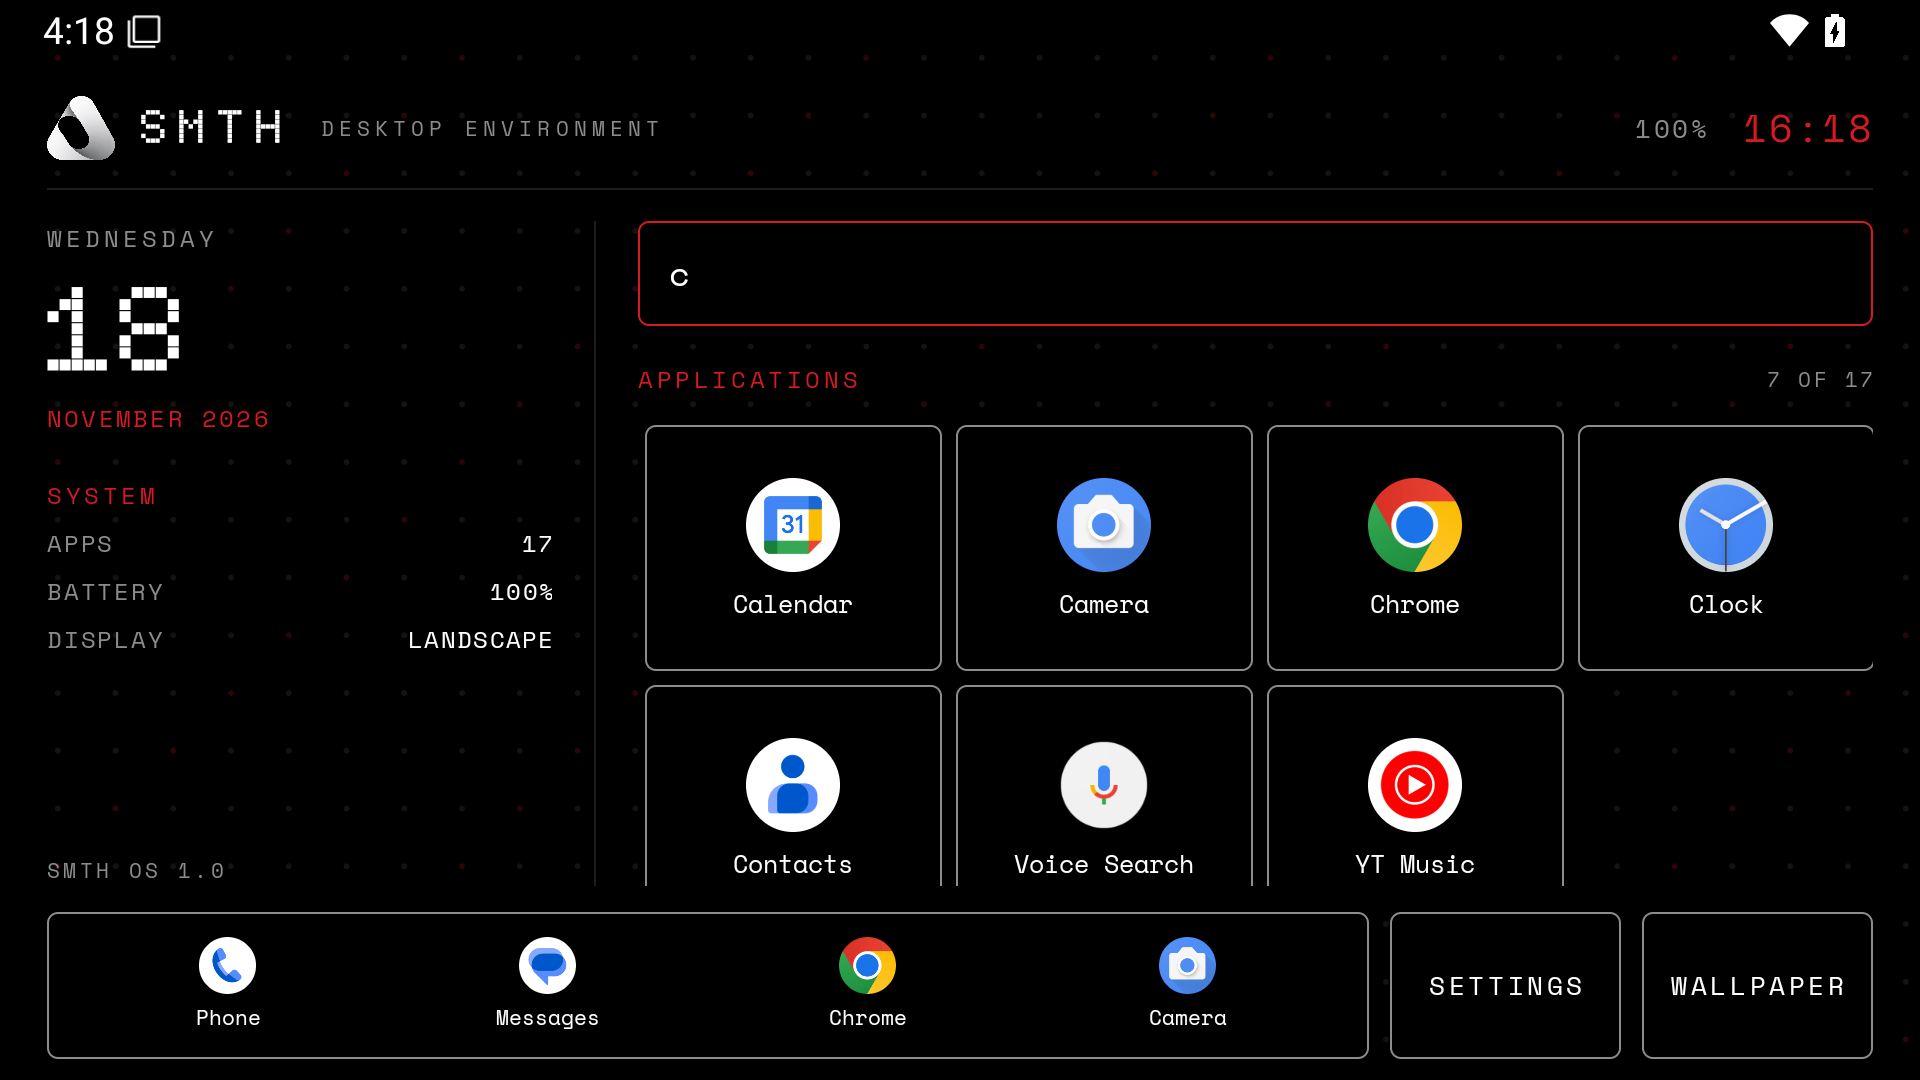 4:18
SMTH DESKTOP ENVIRONMENT 100% 16:18
WEDNESDAY
18
NOVEMBER 2026
SYSTEM
APPS 17
BATTERY 100%
DISPLAY LANDSCAPE
SMTH OS 1.0
c
APPLICATIONS 7 OF 17
31
Calendar Camera Chrome Clock
Contacts Voice Search YT Music
Phone Messages Chrome Camera SETTINGS WALLPAPER